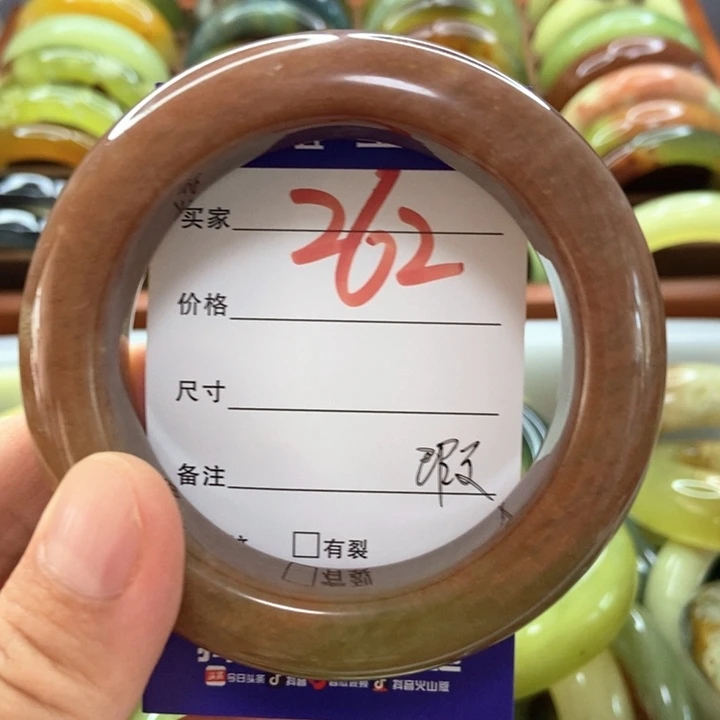 买家 262
价格
尺寸
备注 瑕
□有裂
今日头条 抖音 抖音火山版